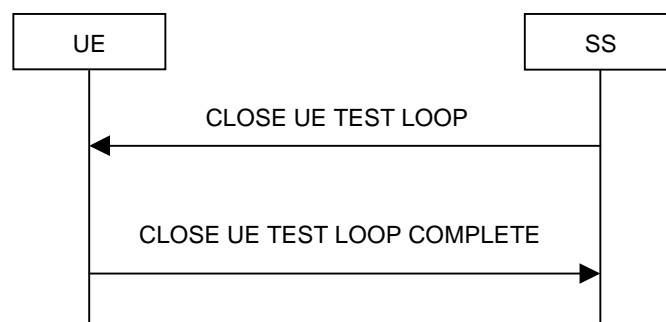 UE
SS
CLOSE UE TEST LOOP
CLOSE UE TEST LOOP COMPLETE